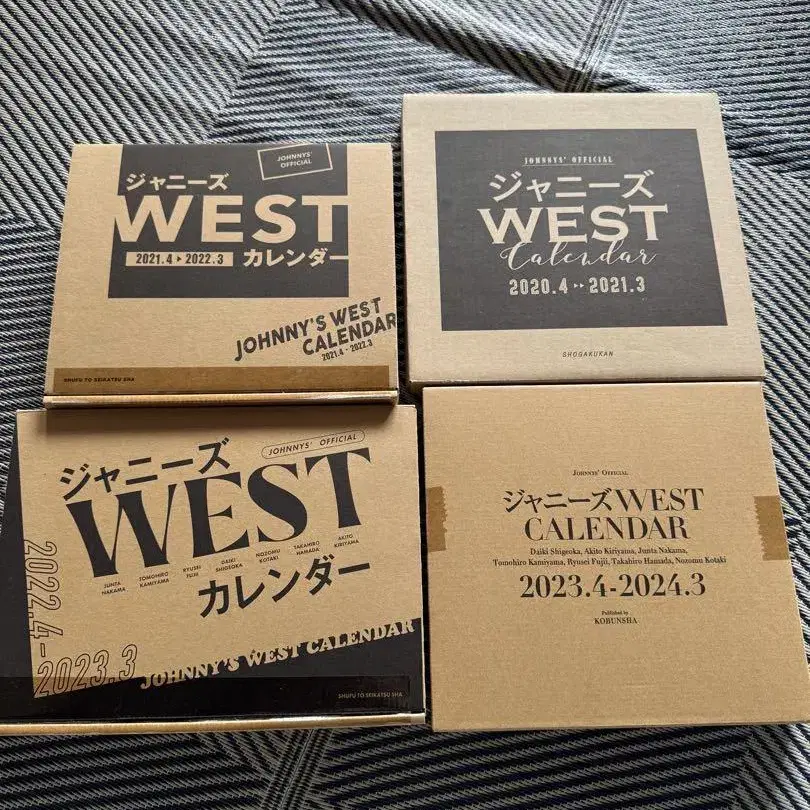 JOHNNYS'
OFFICIAL
ジャニーズ
WEST
2021.4 ▶ 2022.3 カレンダー
JOHNNY'S WEST
CALENDAR
2021.4 - 2022.3
SHUFU TO SEIKATSU SHA
JOHNNYS' OFFICIAL
ジャニーズ
WEST
Calendar
2020.4 ▸▸ 2021.3
SHOGAKUKAN
JOHNNYS' OFFICIAL
ジャニーズ
WEST
JUNTA
NAKAMA
TOMOHIRO
KAMIYAMA
RYUSEI
FUJII
DAIKI
SHIGEOKA
NOZOMU
KOTAKI
TAKAHIRO
HAMADA
AKITO
KIRIYAMA
カレンダー
2022.4-
2023.3
JOHNNY'S WEST CALENDAR
SHUFU TO SEIKATSU SHA
JOHNNYS' OFFICIAL
ジャニーズWEST
CALENDAR
Daiki Shigeoka, Akito Kiriyama, Junta Nakama,
Tomohiro Kamiyama, Ryusei Fujii, Takahiro Hamada, Nozomu Kotaki
2023.4-2024.3
Published by
KOBUNSHA